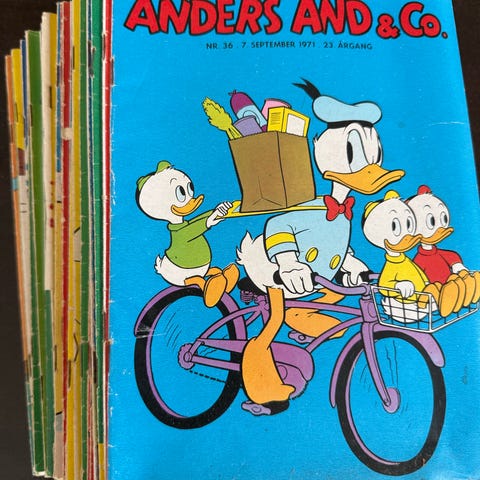 ANDERS AND & Co.
NR. 36 7 SEPTEMBER 1971 23 ÅRGANG